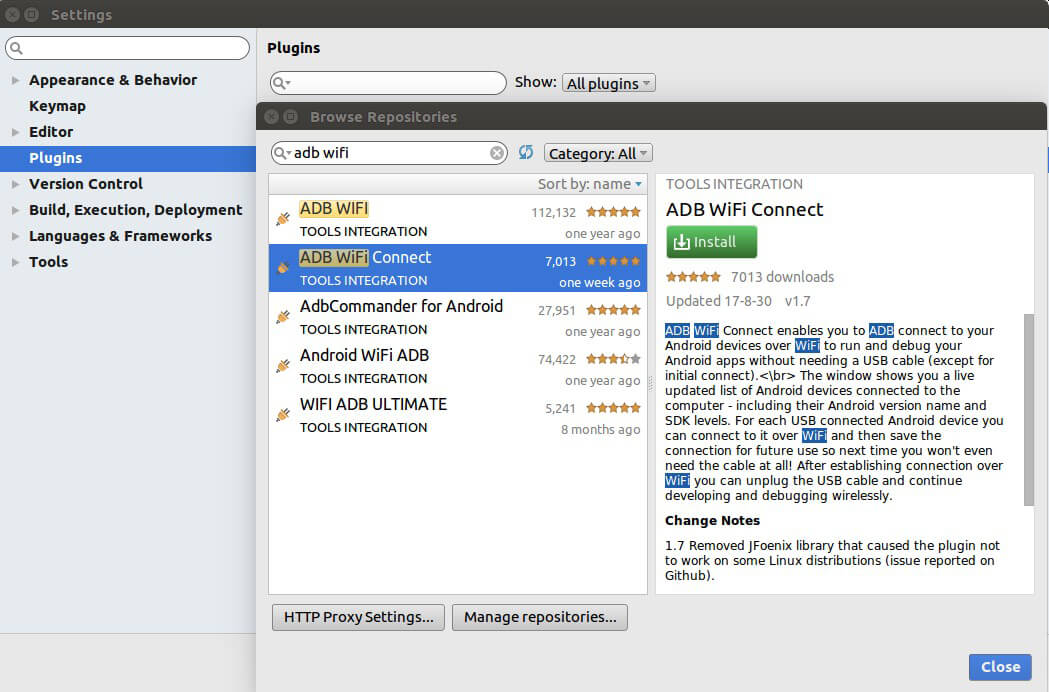 Settings
Plugins
Show: All plugins
Appearance & Behavior
Keymap
Editor
Plugins
Version Control
Build, Execution, Deployment
Languages & Frameworks
Tools
Browse Repositories
adb wifi
Category: All
Sort by: name
ADB WIFI
112,132
TOOLS INTEGRATION
one year ago
ADB WiFi Connect
7,013
TOOLS INTEGRATION
one week ago
AdbCommander for Android
27,951
TOOLS INTEGRATION
one year ago
Android WiFi ADB
74,422
TOOLS INTEGRATION
one year ago
WIFI ADB ULTIMATE
5,241
TOOLS INTEGRATION
8 months ago
TOOLS INTEGRATION
ADB WiFi Connect
Install
7013 downloads
Updated 17-8-30 v1.7
ADB WiFi Connect enables you to ADB connect to your
Android devices over WiFi to run and debug your
Android apps without needing a USB cable (except for
initial connect).<\br> The window shows you a live
updated list of Android devices connected to the
computer - including their Android version name and
SDK levels. For each USB connected Android device you
can connect to it over WiFi and then save the
connection for future use so next time you won't even
need the cable at all! After establishing connection over
WiFi you can unplug the USB cable and continue
developing and debugging wirelessly.
Change Notes
1.7 Removed JFoenix library that caused the plugin not
to work on some Linux distributions (issue reported on
Github).
HTTP Proxy Settings...
Manage repositories...
Close